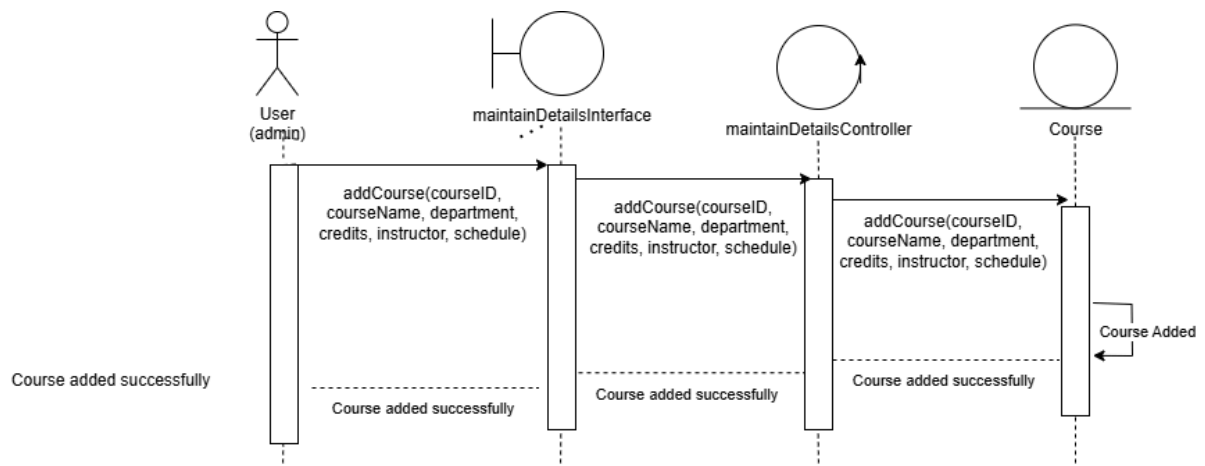 User
(admin)
maintainDetailsInterface
maintainDetailsController
Course
addCourse(courseID,
courseName, department,
credits, instructor, schedule)
addCourse(courseID,
courseName, department,
credits, instructor, schedule)
addCourse(courseID,
courseName, department,
credits, instructor, schedule)
Course Added
Course added successfully
Course added successfully
Course added successfully
Course added successfully